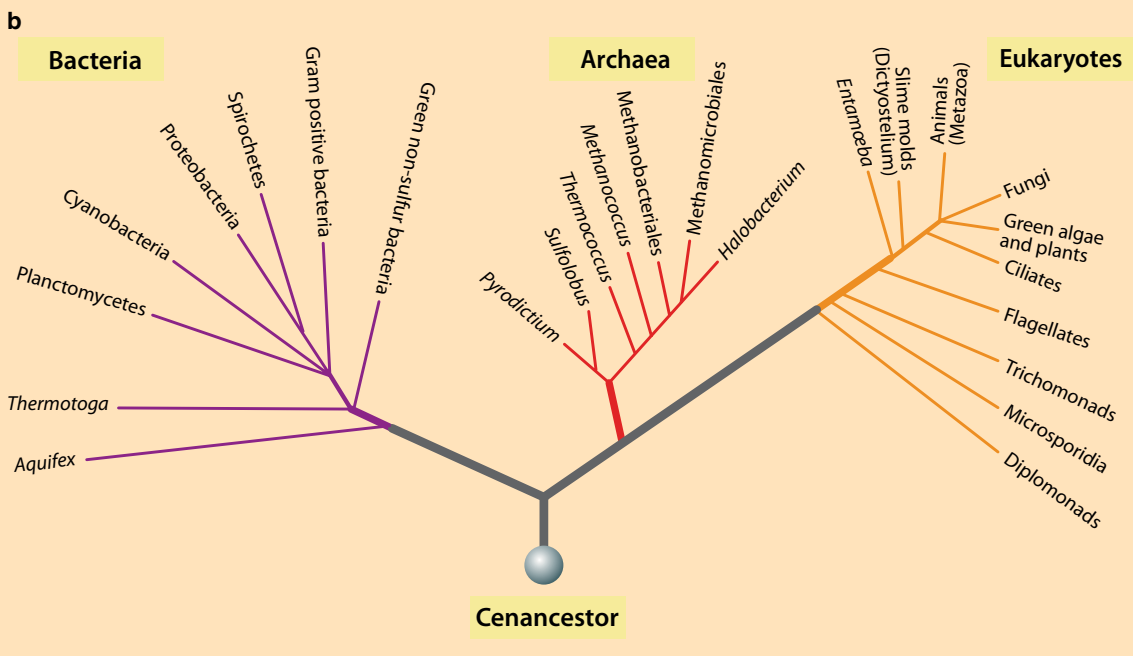 b
Bacteria
Archaea
Eukaryotes
Aquifex
Thermotoga
Planctomycetes
Cyanobacteria
Proteobacteria
Spirochetes
Gram positive bacteria
Green non-sulfur bacteria
Pyrodictium
Sulfolobus
Thermococcus
Methanococcus
Methanobacteriales
Methanomicrobiales
Halobacterium
Entamœba
Slime molds
(Dictyostelium)
Animals
(Metazoa)
Fungi
Green algae
and plants
Ciliates
Flagellates
Trichomonads
Microsporidia
Diplomonads
Cenancestor